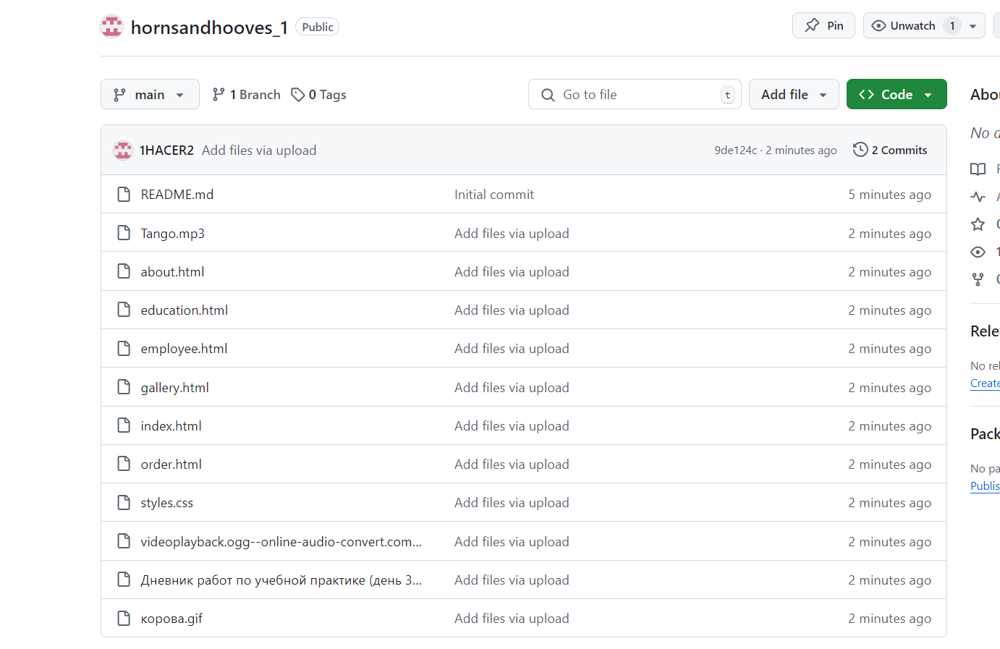 hornsandhooves_1 Public Pin Unwatch 1
main 1 Branch 0 Tags Go to file t Add file Code
1HACER2 Add files via upload 9de124c · 2 minutes ago 2 Commits
README.md Initial commit 5 minutes ago
Tango.mp3 Add files via upload 2 minutes ago
about.html Add files via upload 2 minutes ago
education.html Add files via upload 2 minutes ago
employee.html Add files via upload 2 minutes ago
gallery.html Add files via upload 2 minutes ago
index.html Add files via upload 2 minutes ago
order.html Add files via upload 2 minutes ago
styles.css Add files via upload 2 minutes ago
videoplayback.ogg--online-audio-convert.com... Add files via upload 2 minutes ago
Дневник работ по учебной практике (день 3... Add files via upload 2 minutes ago
корова.gif Add files via upload 2 minutes ago
No
1
No
Create
No